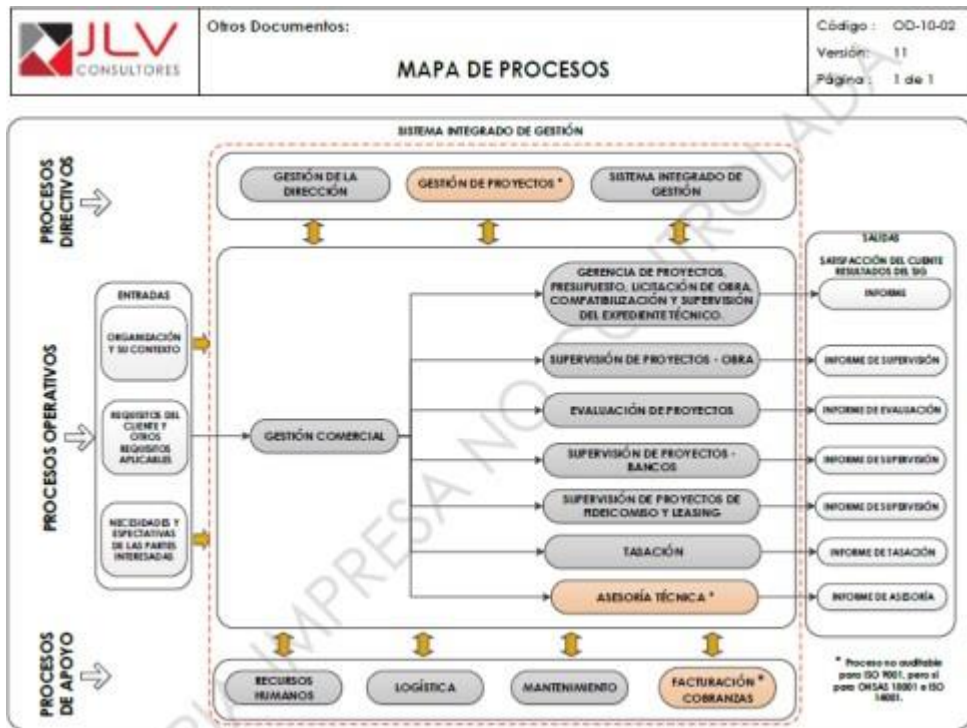 JLV
CONSULTORES
Otros Documentos:
MAPA DE PROCESOS
Código : OD-10-02
Versión: 11
Página : 1 de 1
SISTEMA INTEGRADO DE GESTIÓN
PROCESOS
DIRECTIVOS
GESTIÓN DE LA
DIRECCIÓN
GESTIÓN DE PROYECTOS *
SISTEMA INTEGRADO DE
GESTIÓN
PROCESOS OPERATIVOS
ENTRADAS
ORGANIZACIÓN
Y SU CONTEXTO
REQUISITOS DEL
CLIENTE Y
OTROS
REQUISITOS
APLICABLES
NECESIDADES Y
ESPECTATIVAS
DE LAS PARTES
INTERESADAS
GESTIÓN COMERCIAL
GERENCIA DE PROYECTOS,
PRESUPUESTO, LICITACIÓN DE OBRA,
COMPATIBILIZACIÓN Y SUPERVISIÓN
DEL EXPEDIENTE TÉCNICO.
SUPERVISIÓN DE PROYECTOS - OBRA
EVALUACIÓN DE PROYECTOS
SUPERVISIÓN DE PROYECTOS -
BANCOS
SUPERVISIÓN DE PROYECTOS DE
FIDEICOMISO Y LEASING
TASACIÓN
ASESORÍA TÉCNICA *
SALIDAS
SATISFACCIÓN DEL CLIENTE
RESULTADOS DEL SIG
INFORME
INFORME DE SUPERVISIÓN
INFORME DE EVALUACIÓN
INFORME DE SUPERVISIÓN
INFORME DE SUPERVISIÓN
INFORME DE TASACIÓN
INFORME DE ASESORÍA
PROCESOS
DE APOYO
RECURSOS
HUMANOS
LOGÍSTICA
MANTENIMIENTO
FACTURACIÓN *
COBRANZAS
* Proceso no auditable
para ISO 9001, pero si
para OHSAS 18001 e ISO
14001.
IMPRESA NO CONTROLADA